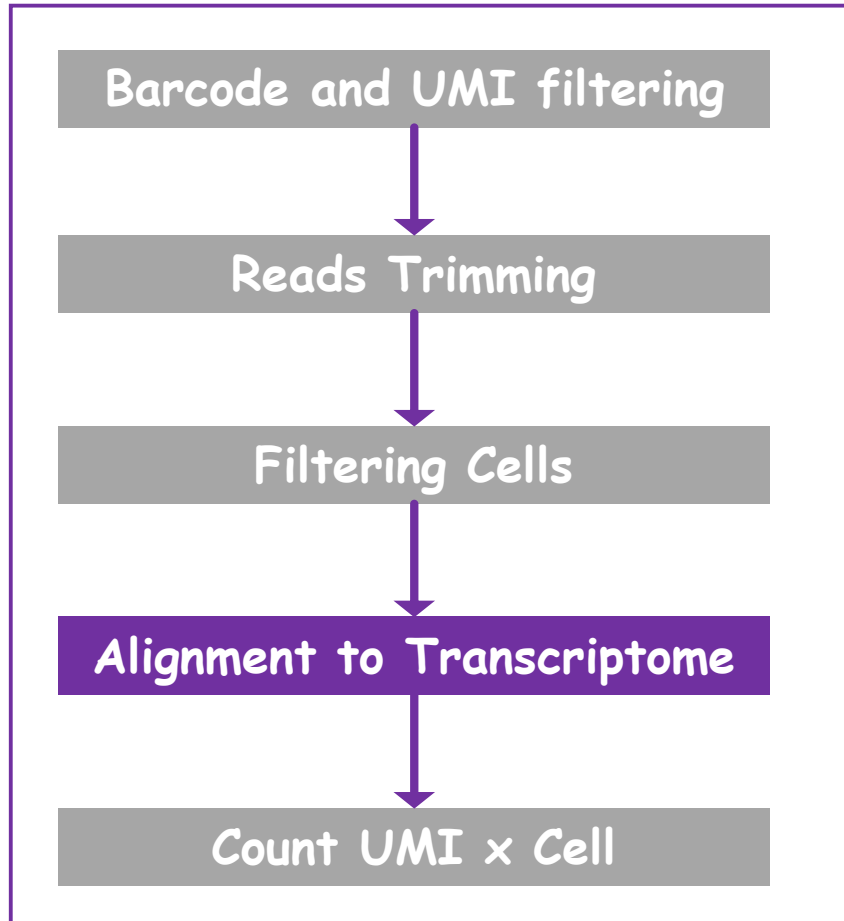 Barcode and UMI filtering
Reads Trimming
Filtering Cells
Alignment to Transcriptome
Count UMI x Cell